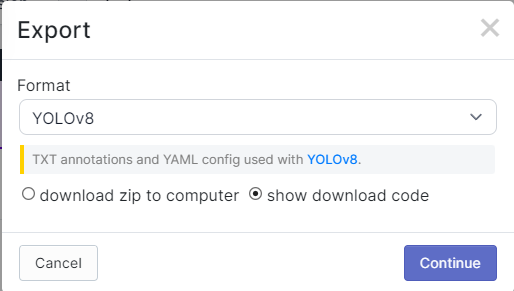 Export
Format
YOLOv8
TXT annotations and YAML config used with YOLOv8.
download zip to computer show download code
Cancel Continue